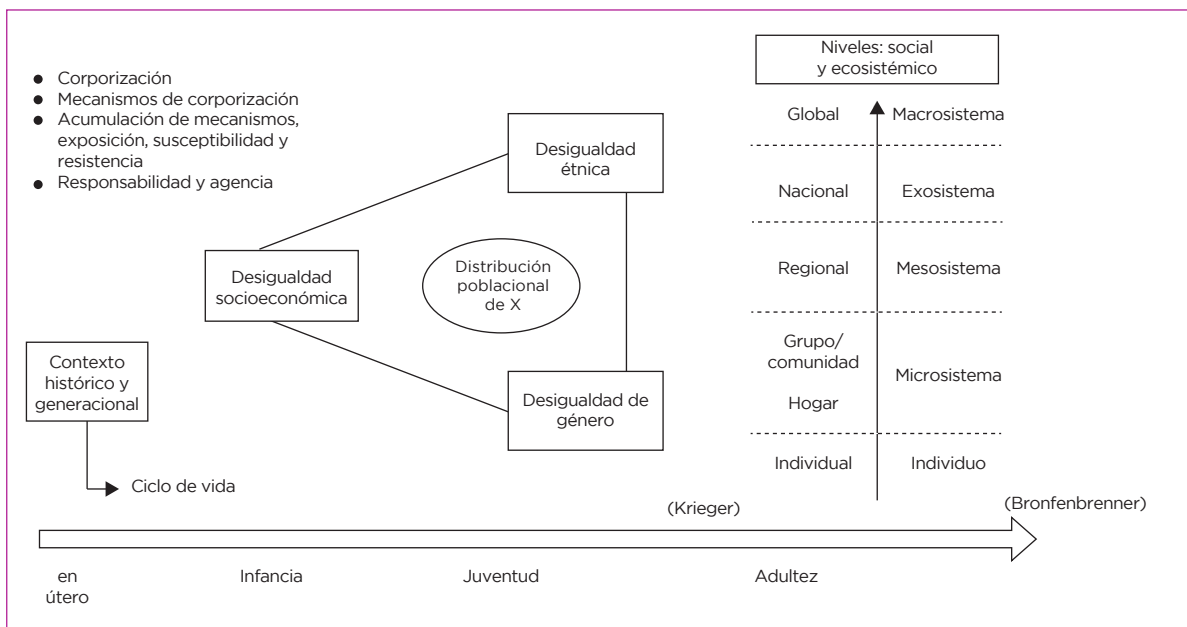 Niveles: social
y ecosistémico
● Corporización
● Mecanismos de corporización
● Acumulación de mecanismos,
exposición, susceptibilidad y
resistencia
● Responsabilidad y agencia
Desigualdad
étnica
Desigualdad
socioeconómica
Distribución
poblacional
de X
Desigualdad de
género
Contexto
histórico y
generacional
Ciclo de vida
Global
Macrosistema
Nacional
Exosistema
Regional
Mesosistema
Grupo/
comunidad
Hogar
Microsistema
Individual
Individuo
(Krieger)
(Bronfenbrenner)
en
útero
Infancia
Juventud
Adultez